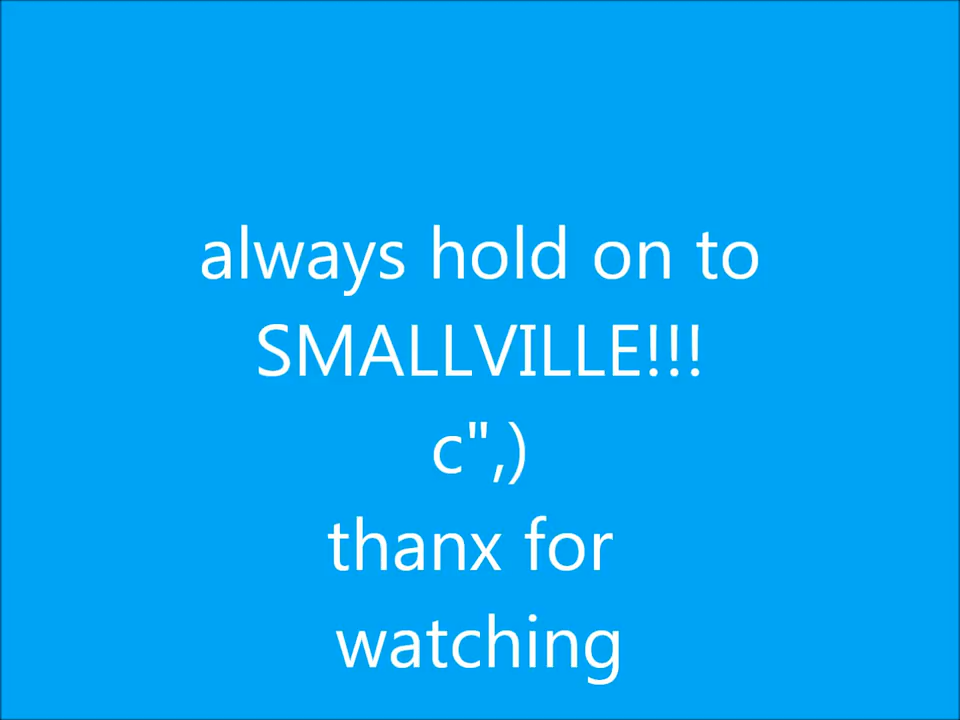 always hold on to
SMALLVILLE!!!
c",)
thanx for
watching